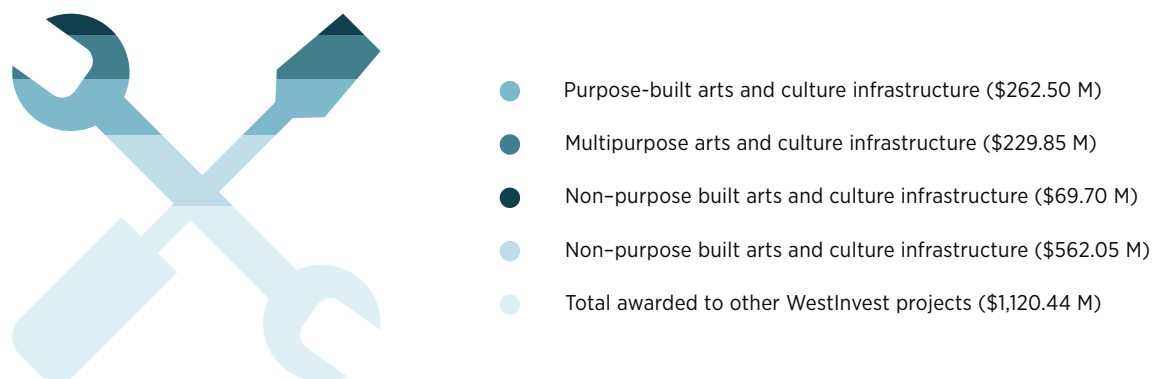 Purpose-built arts and culture infrastructure ($262.50 M)
Multipurpose arts and culture infrastructure ($229.85 M)
Non–purpose built arts and culture infrastructure ($69.70 M)
Non–purpose built arts and culture infrastructure ($562.05 M)
Total awarded to other WestInvest projects ($1,120.44 M)